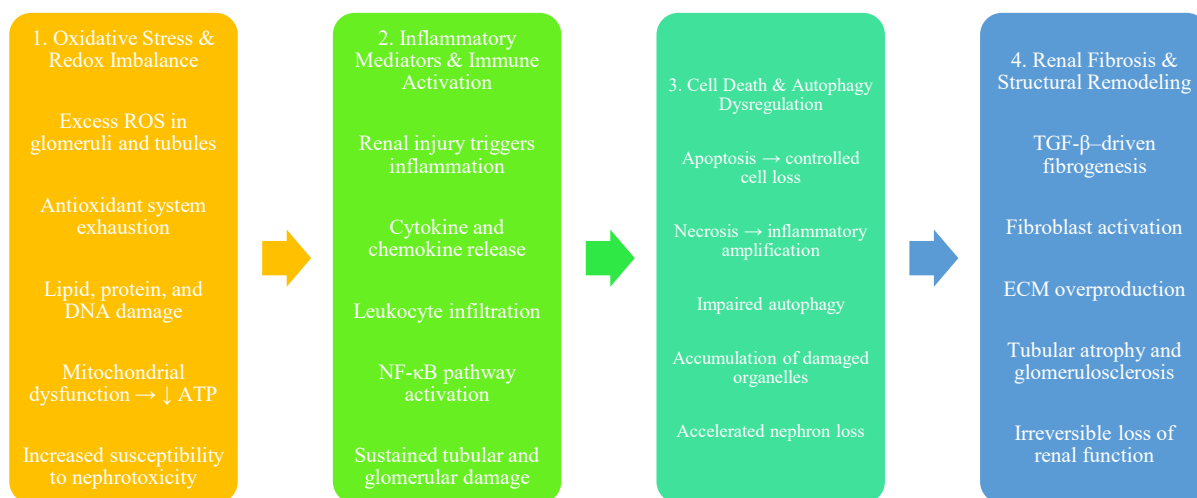 1. Oxidative Stress &
Redox Imbalance
Excess ROS in
glomeruli and tubules
Antioxidant system
exhaustion
Lipid, protein, and
DNA damage
Mitochondrial
dysfunction → ↓ ATP
Increased susceptibility
to nephrotoxicity
2. Inflammatory
Mediators & Immune
Activation
Renal injury triggers
inflammation
Cytokine and
chemokine release
Leukocyte infiltration
NF-κB pathway
activation
Sustained tubular and
glomerular damage
3. Cell Death & Autophagy
Dysregulation
Apoptosis → controlled
cell loss
Necrosis → inflammatory
amplification
Impaired autophagy
Accumulation of damaged
organelles
Accelerated nephron loss
4. Renal Fibrosis &
Structural Remodeling
TGF-β–driven
fibrogenesis
Fibroblast activation
ECM overproduction
Tubular atrophy and
glomerulosclerosis
Irreversible loss of
renal function